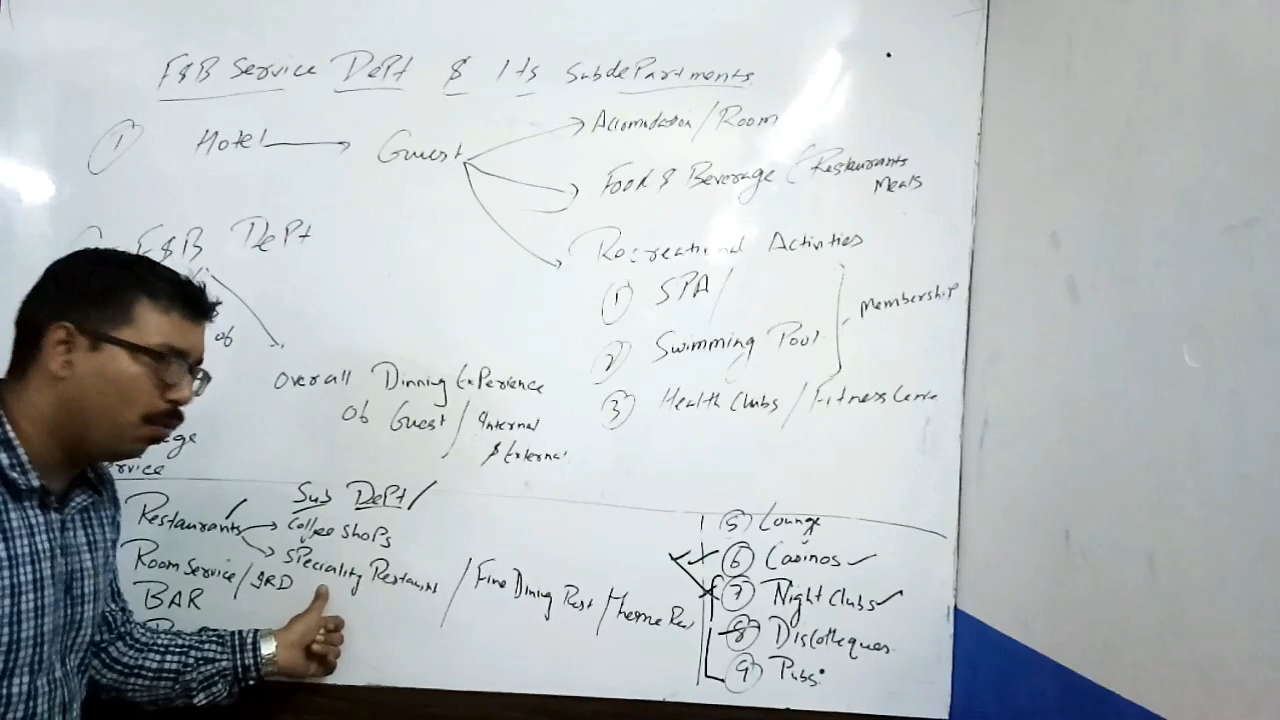 F&B Service Dept & Its Subdepartments
① Hotel → Guest
Accomodation / Room
Food & Beverage ( Restaurants
Meals
Recreational Activities
① SPA /
② Swimming Pool
③ Health Clubs / Fitness
Membership
F&B Dept
of
Overall Dinning Experience
Of Guest / Internal
& External
Sub Dept /
Restaurants → Coffee Shops
→ Speciality Restaurants / Fine Dining Rest / Theme Res
Room Service / IRD
BAR
⑤ Lounge
⑥ Casinos ✓
⑦ Night Clubs ✓
⑧ Discotheques
⑨ Pubs